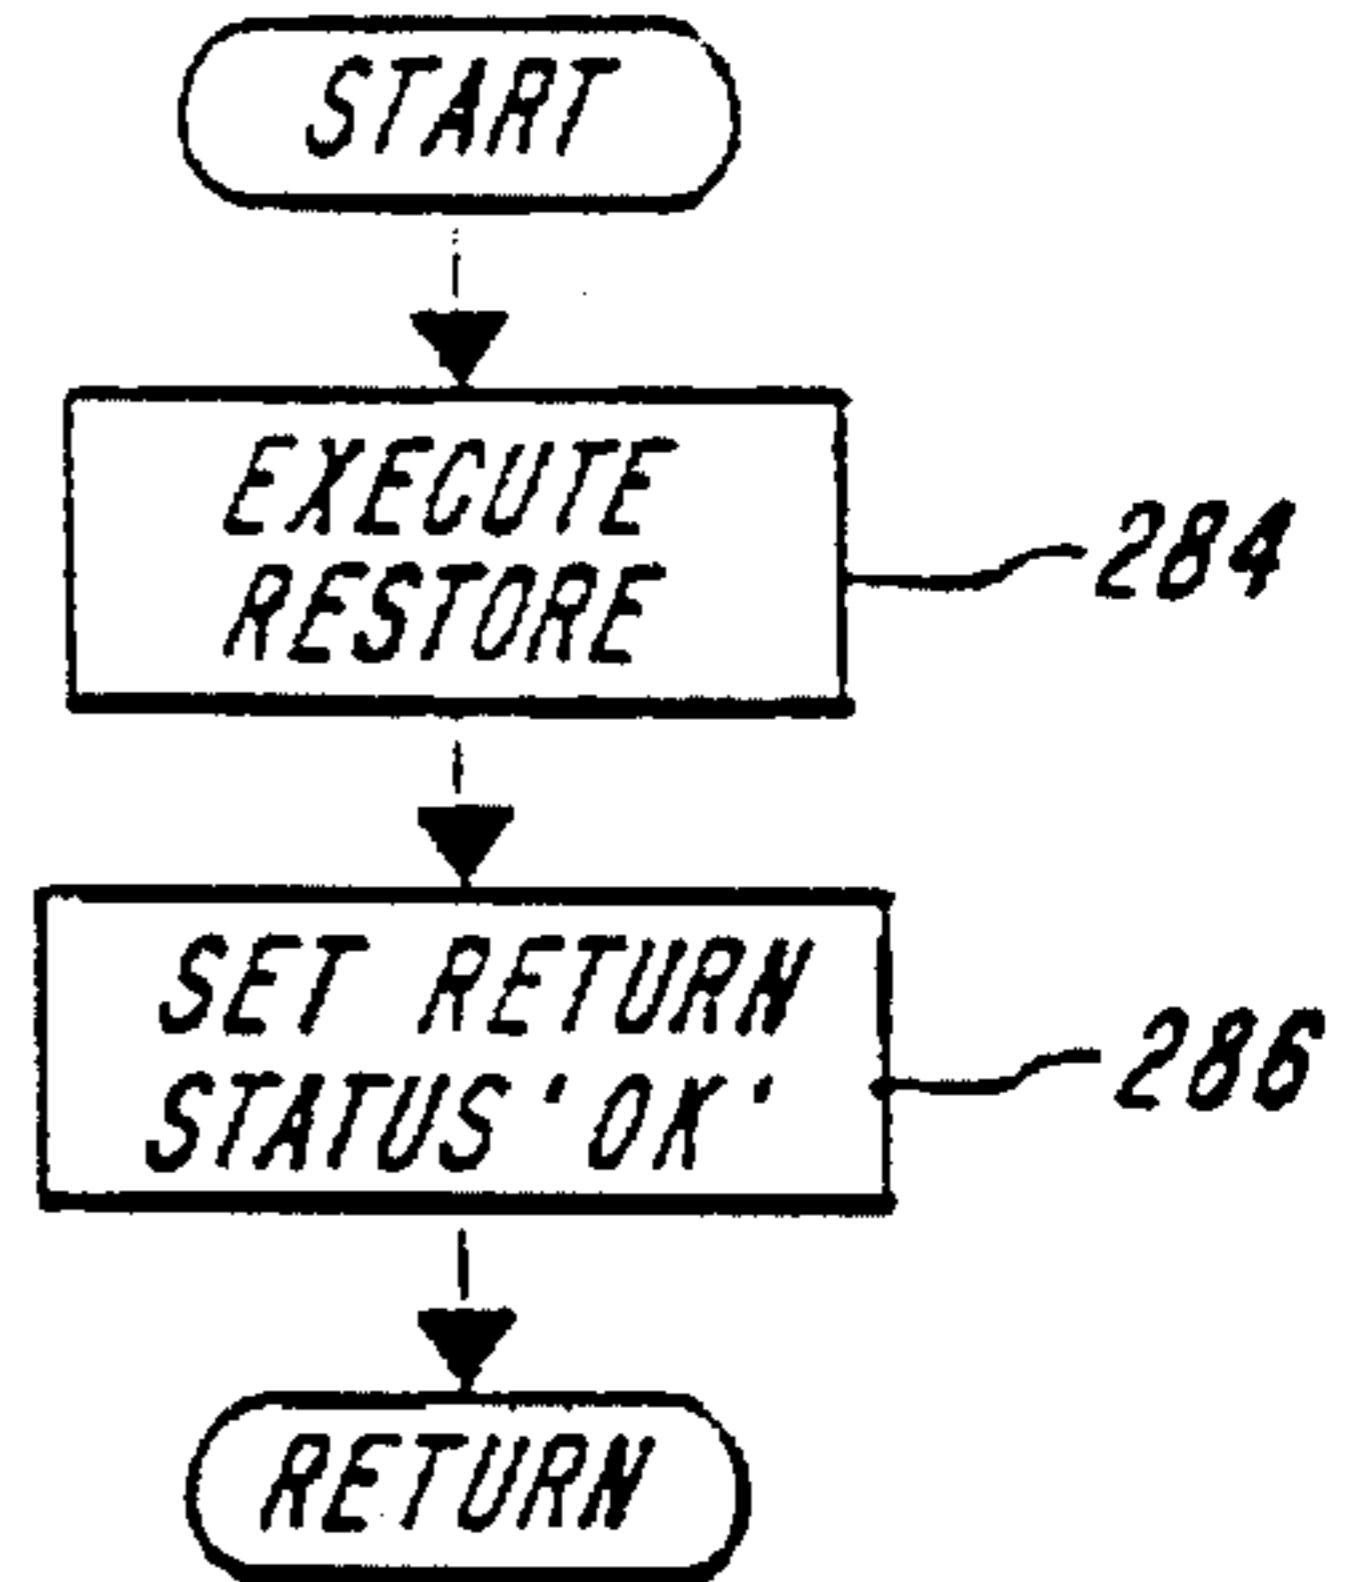 START
EXECUTE
RESTORE
284
SET RETURN
STATUS 'OK'
286
RETURN